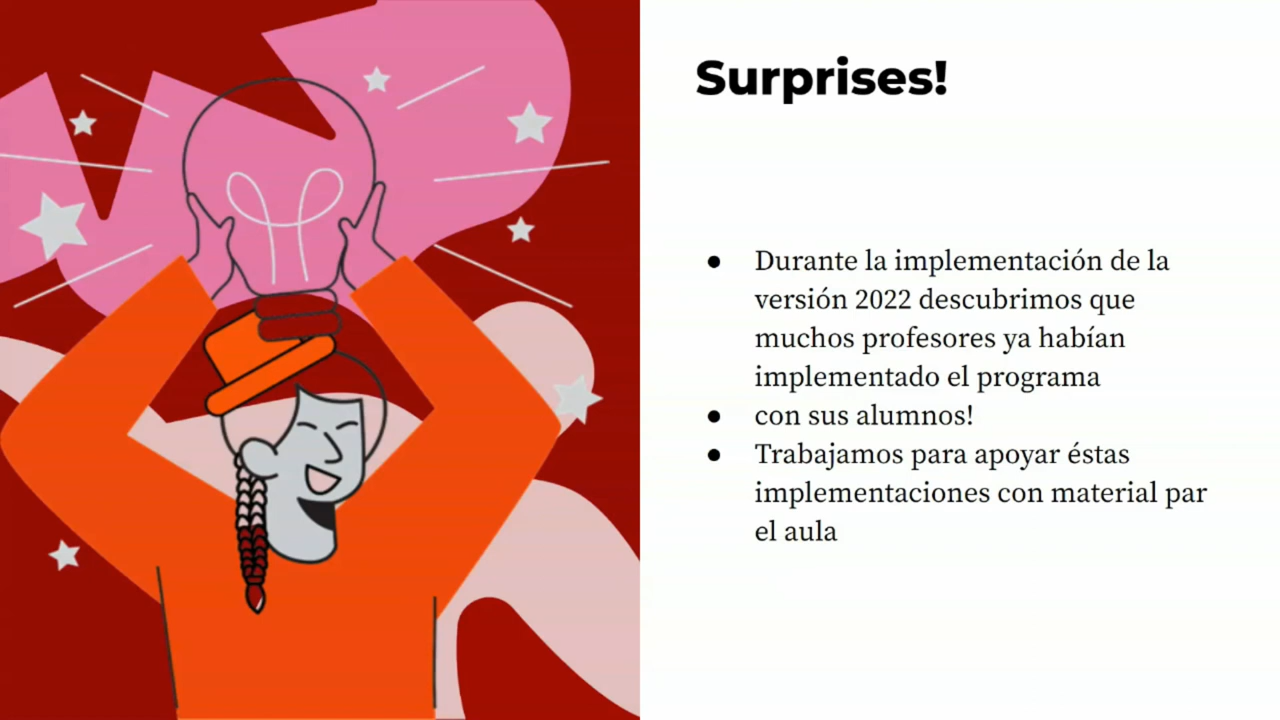 Surprises!
● Durante la implementación de la
versión 2022 descubrimos que
muchos profesores ya habían
implementado el programa
● con sus alumnos!
● Trabajamos para apoyar éstas
implementaciones con material par
el aula